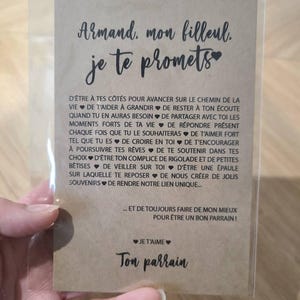 Armand, mon filleul,
je te promets♥
D'ÊTRE À TES CÔTÉS POUR AVANCER SUR LE CHEMIN DE LA
VIE ♥ DE T'AIDER À GRANDIR ♥ DE RESTER À TON ÉCOUTE
QUAND TU EN AURAS BESOIN ♥ DE PARTAGER AVEC TOI LES
MOMENTS FORTS DE TA VIE ♥ DE RÉPONDRE PRÉSENT
CHAQUE FOIS QUE TU LE SOUHAITERAS ♥ DE T'AIMER FORT
TEL QUE TU ES ♥ DE CROIRE EN TOI ♥ DE T'ENCOURAGER
À POURSUIVRE TES RÊVES ♥ DE TE SOUTENIR DANS TES
CHOIX ♥ D'ÊTRE TON COMPLICE DE RIGOLADE ET DE PETITES
BÊTISES ♥ DE VEILLER SUR TOI ♥ D'ÊTRE UNE ÉPAULE
SUR LAQUELLE TE REPOSER ♥ DE NOUS CRÉER DE JOLIS
SOUVENIRS ♥ DE RENDRE NOTRE LIEN UNIQUE...
... ET DE TOUJOURS FAIRE DE MON MIEUX
POUR ÊTRE UN BON PARRAIN !
♥ JE T'AIME ♥
Ton parrain